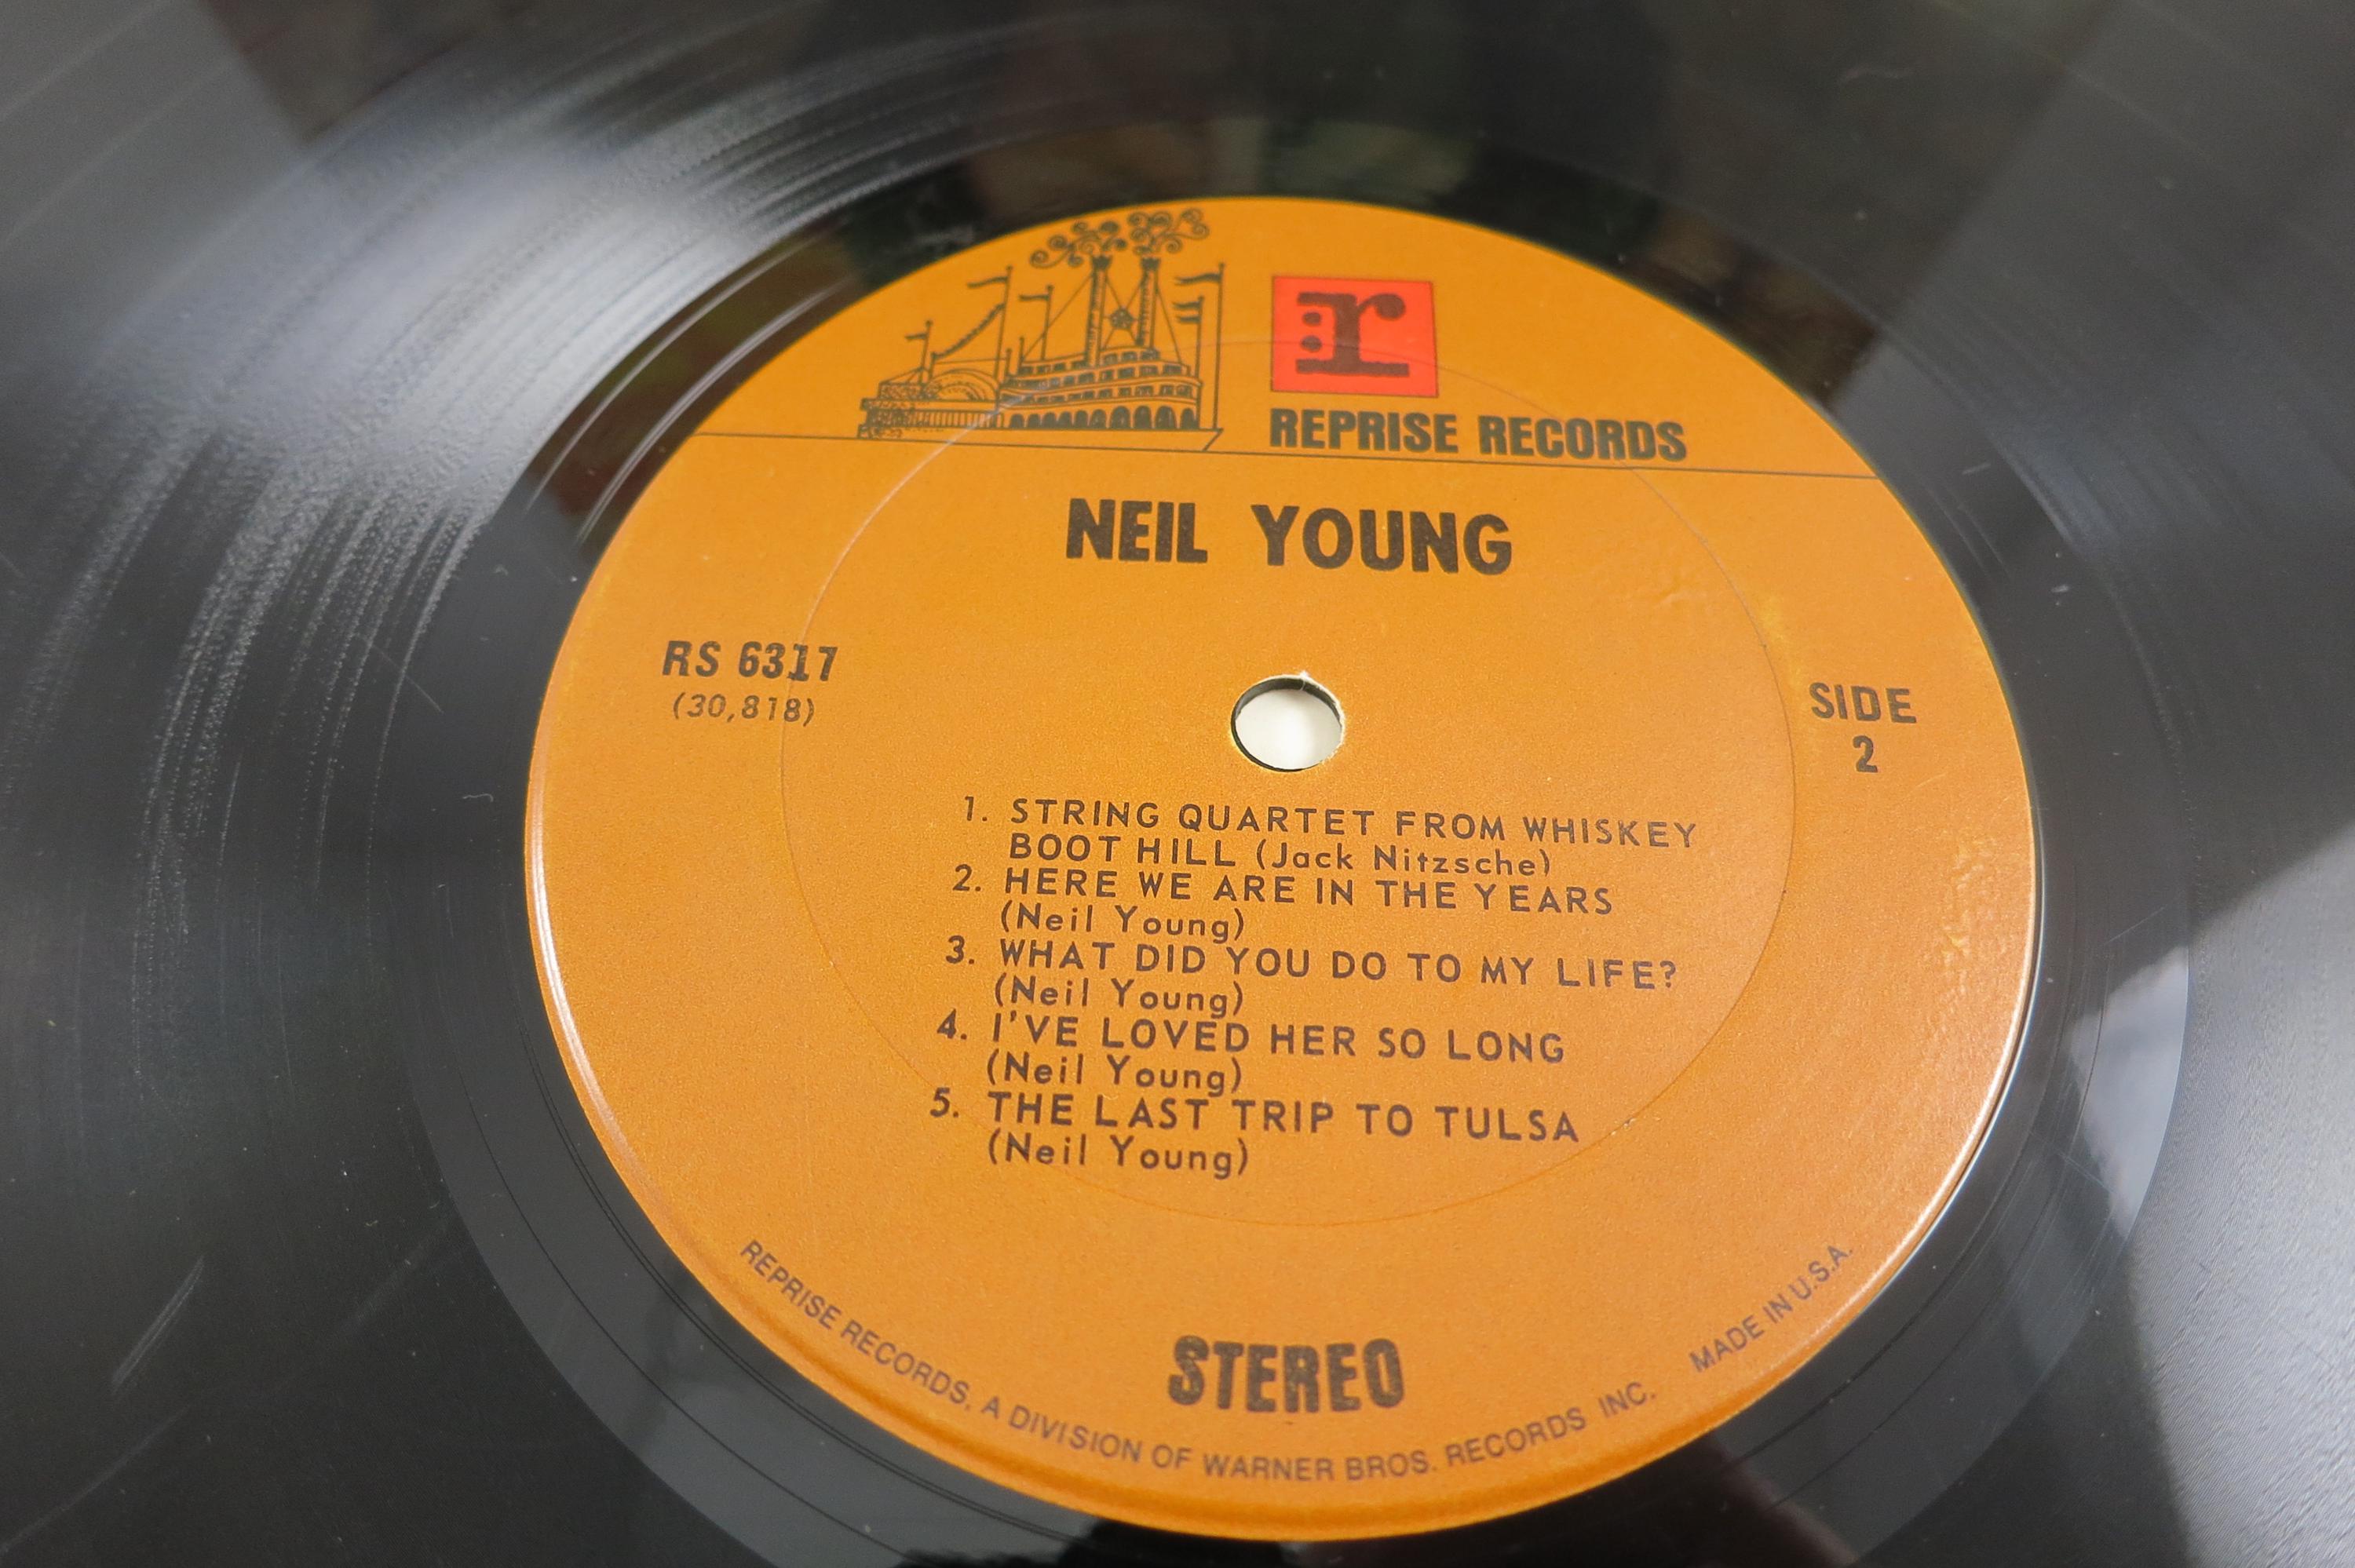 :r
REPRISE RECORDS
NEIL YOUNG
RS 6317
(30,818)
SIDE
2
1. STRING QUARTET FROM WHISKEY
BOOT HILL (Jack Nitzsche)
2. HERE WE ARE IN THE YEARS
(Neil Young)
3. WHAT DID YOU DO TO MY LIFE?
(Neil Young)
4. I'VE LOVED HER SO LONG
(Neil Young)
5. THE LAST TRIP TO TULSA
(Neil Young)
STEREO
REPRISE RECORDS, A DIVISION OF WARNER BROS. RECORDS INC. MADE IN U.S.A.